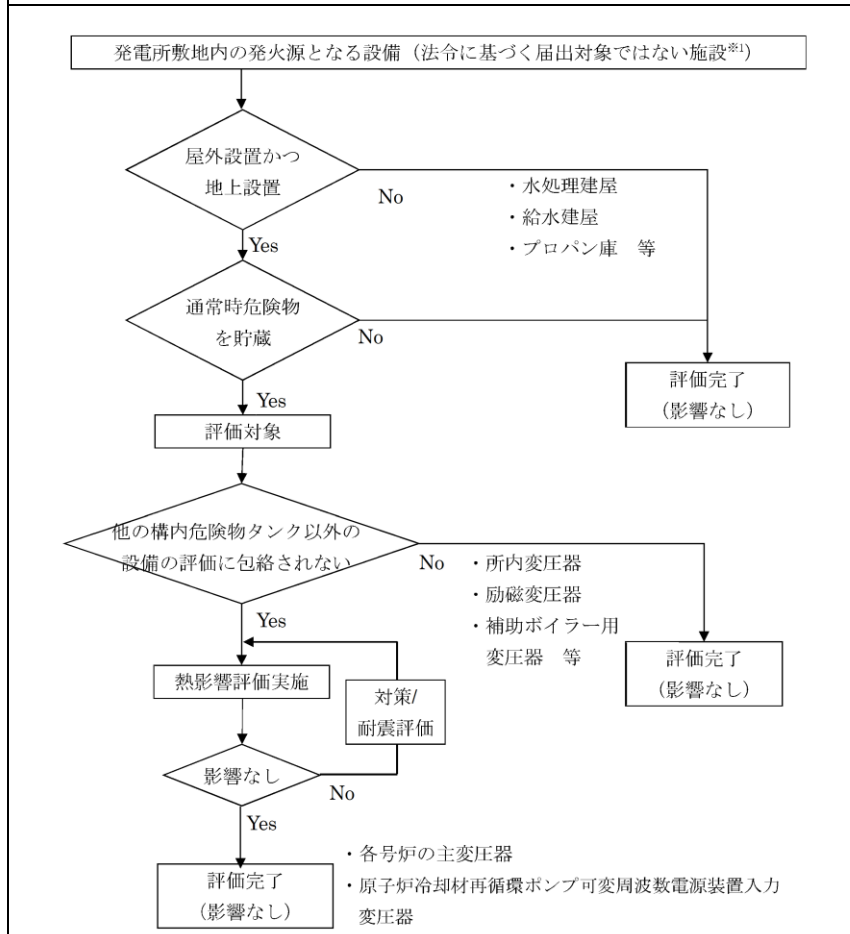 発電所敷地内の発火源となる設備（法令に基づく届出対象ではない施設※1）
屋外設置かつ
地上設置
No
・水処理建屋
・給水建屋
・プロパン庫　等
Yes
通常時危険物
を貯蔵
No
評価完了
（影響なし）
Yes
評価対象
他の構内危険物タンク以外の
設備の評価に包絡されない
No
・所内変圧器
・励磁変圧器
・補助ボイラー用
変圧器　等
Yes
評価完了
（影響なし）
熱影響評価実施
対策/
耐震評価
影響なし
No
Yes
評価完了
（影響なし）
・各号炉の主変圧器
・原子炉冷却材再循環ポンプ可変周波数電源装置入力
変圧器